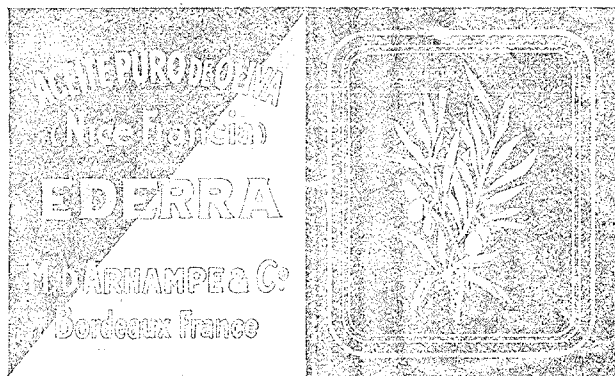 ACEITE PURO DE OLIVA
(Nice Francia)
EDERRA
M. D'ARHAMPE & Cº
Bordeaux France